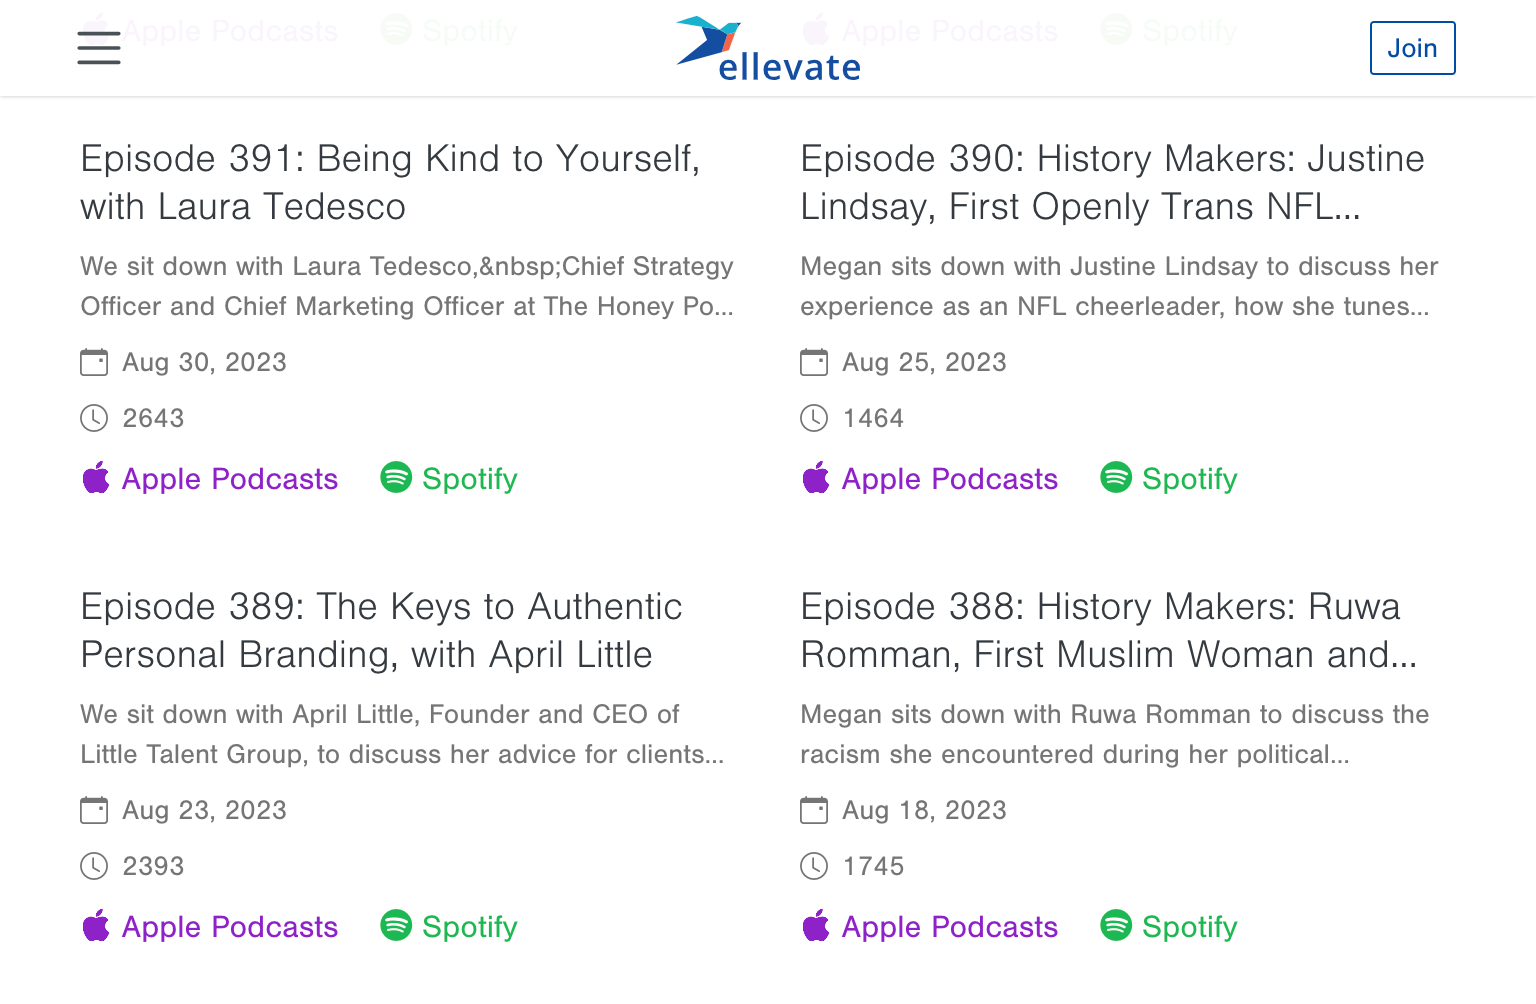 Apple Podcasts Spotify Apple Podcasts Spotify
ellevate
Join
Episode 391: Being Kind to Yourself,
with Laura Tedesco
We sit down with Laura Tedesco,&nbsp;Chief Strategy
Officer and Chief Marketing Officer at The Honey Po...
Aug 30, 2023
2643
Apple Podcasts Spotify
Episode 390: History Makers: Justine
Lindsay, First Openly Trans NFL...
Megan sits down with Justine Lindsay to discuss her
experience as an NFL cheerleader, how she tunes...
Aug 25, 2023
1464
Apple Podcasts Spotify
Episode 389: The Keys to Authentic
Personal Branding, with April Little
We sit down with April Little, Founder and CEO of
Little Talent Group, to discuss her advice for clients...
Aug 23, 2023
2393
Apple Podcasts Spotify
Episode 388: History Makers: Ruwa
Romman, First Muslim Woman and...
Megan sits down with Ruwa Romman to discuss the
racism she encountered during her political...
Aug 18, 2023
1745
Apple Podcasts Spotify